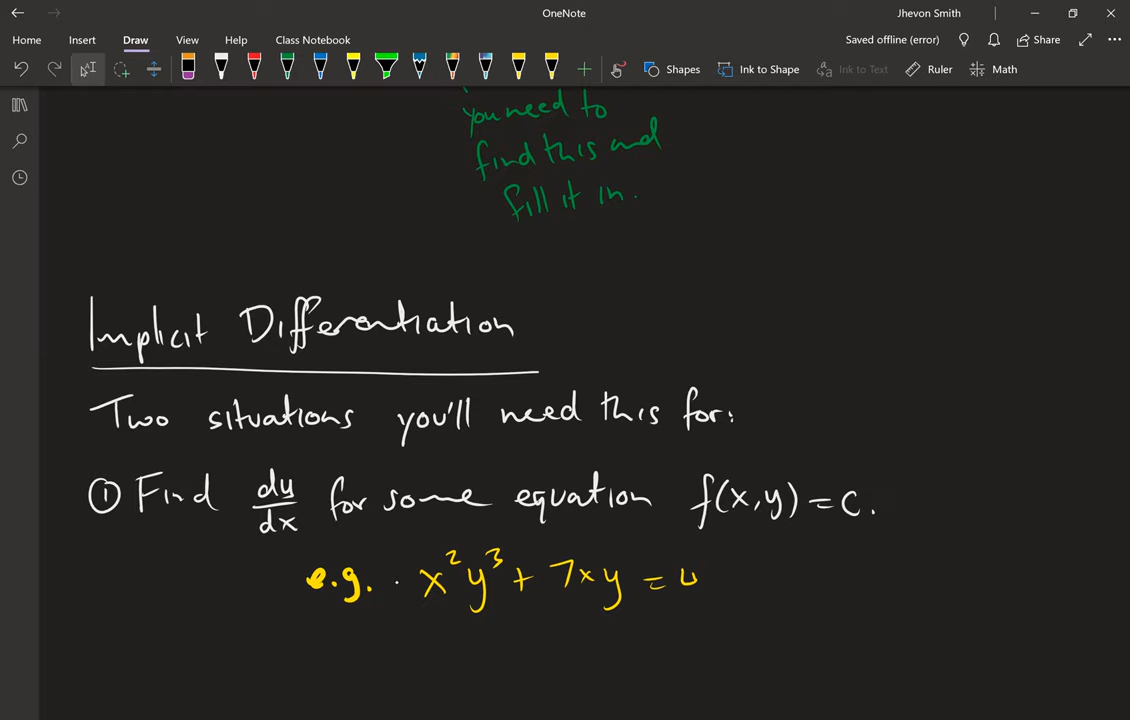 OneNote
Jhevon Smith
Home Insert Draw View Help Class Notebook
Saved offline (error) Share
Shapes Ink to Shape Ink to Text Ruler Math
you need to
find this and
fill it in.
Implicit Differentiation
Two situations you'll need this for:
① Find dy/dx for some equation f(x,y) = c.
e.g. · x²y³ + 7xy = 4